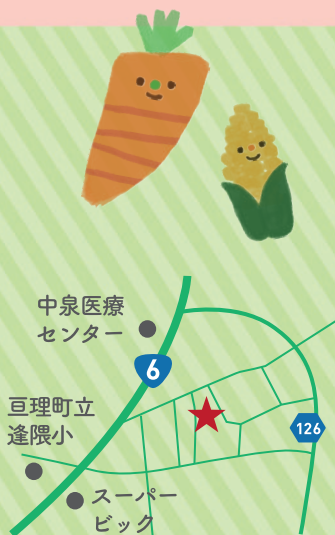 中泉医療
センター
6
亘理町立
逢隈小
126
スーパー
ビック